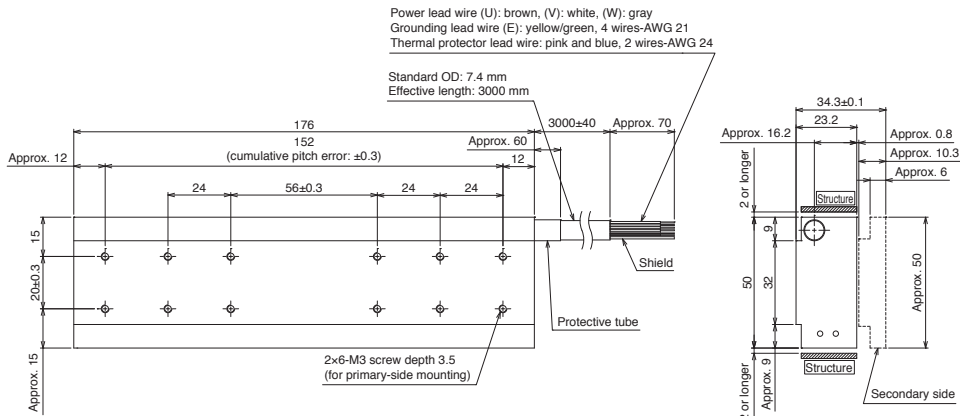 Power lead wire (U): brown, (V): white, (W): gray
Grounding lead wire (E): yellow/green, 4 wires-AWG 21
Thermal protector lead wire: pink and blue, 2 wires-AWG 24
Standard OD: 7.4 mm
Effective length: 3000 mm
176
3000±40
Approx. 70
152
(cumulative pitch error: ±0.3)
Approx. 60
Approx. 12
12
24
56±0.3
24
24
15
20±0.3
Approx. 15
Shield
Protective tube
2×6-M3 screw depth 3.5
(for primary-side mounting)
34.3±0.1
23.2
Approx. 16.2
Approx. 0.8
Approx. 10.3
Approx. 6
2 or longer
Structure
9
50
32
Approx. 50
Approx. 9
2 or longer
Structure
Secondary side